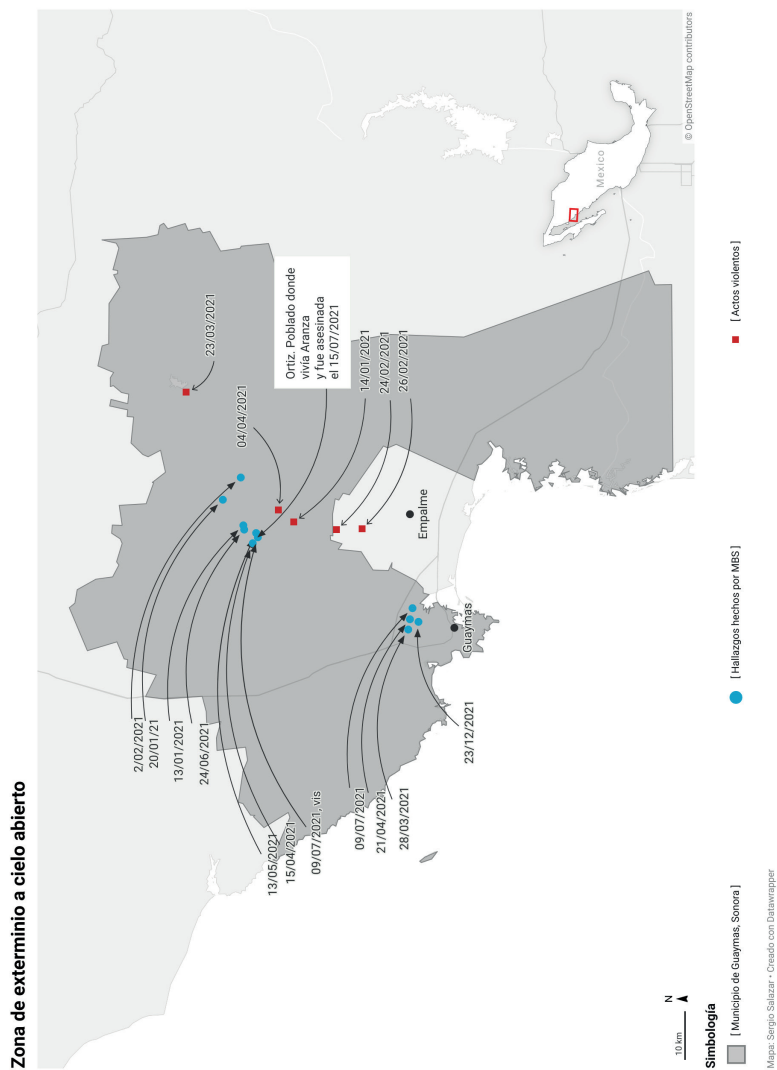 Zona de exterminio a cielo abierto
2/02/2021
20/01/21
13/01/2021
24/06/2021
13/05/2021
15/04/2021
09/07/2021, vis
09/07/2021
21/04/2021
28/03/2021
23/12/2021
04/04/2021
23/03/2021
Ortiz. Poblado donde
vivía Aranza
y fue asesinada
el 15/07/2021
14/01/2021
24/02/2021
26/02/2021
Empalme
Guaymas
Mexico
© OpenStreetMap contributors
10 km
N
Simbología
[ Municipio de Guaymas, Sonora ]
[ Hallazgos hechos por MBS ]
[ Actos violentos ]
Mapa: Sergio Salazar • Creado con Datawrapper